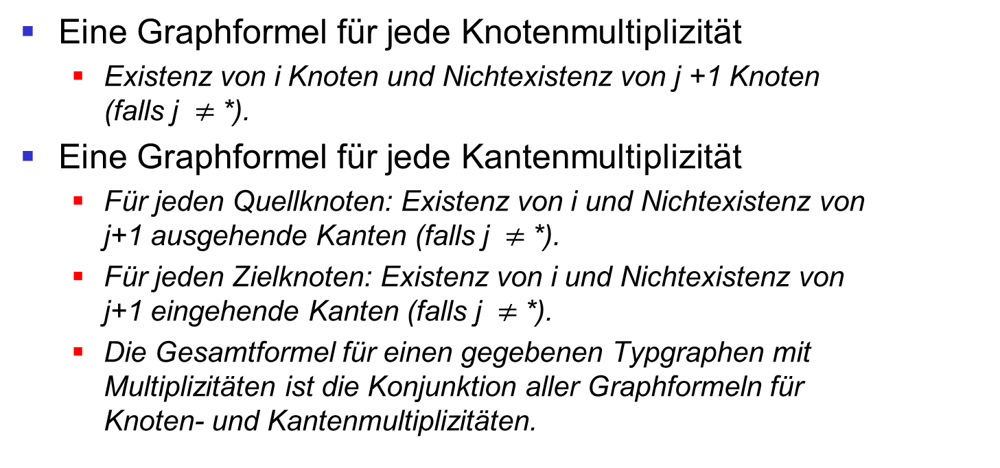 Eine Graphformel für jede Knotenmultiplizität
Existenz von i Knoten und Nichtexistenz von j +1 Knoten
(falls j ≠ *).
Eine Graphformel für jede Kantenmultiplizität
Für jeden Quellknoten: Existenz von i und Nichtexistenz von
j+1 ausgehende Kanten (falls j ≠ *).
Für jeden Zielknoten: Existenz von i und Nichtexistenz von
j+1 eingehende Kanten (falls j ≠ *).
Die Gesamtformel für einen gegebenen Typgraphen mit
Multiplizitäten ist die Konjunktion aller Graphformeln für
Knoten- und Kantenmultiplizitäten.